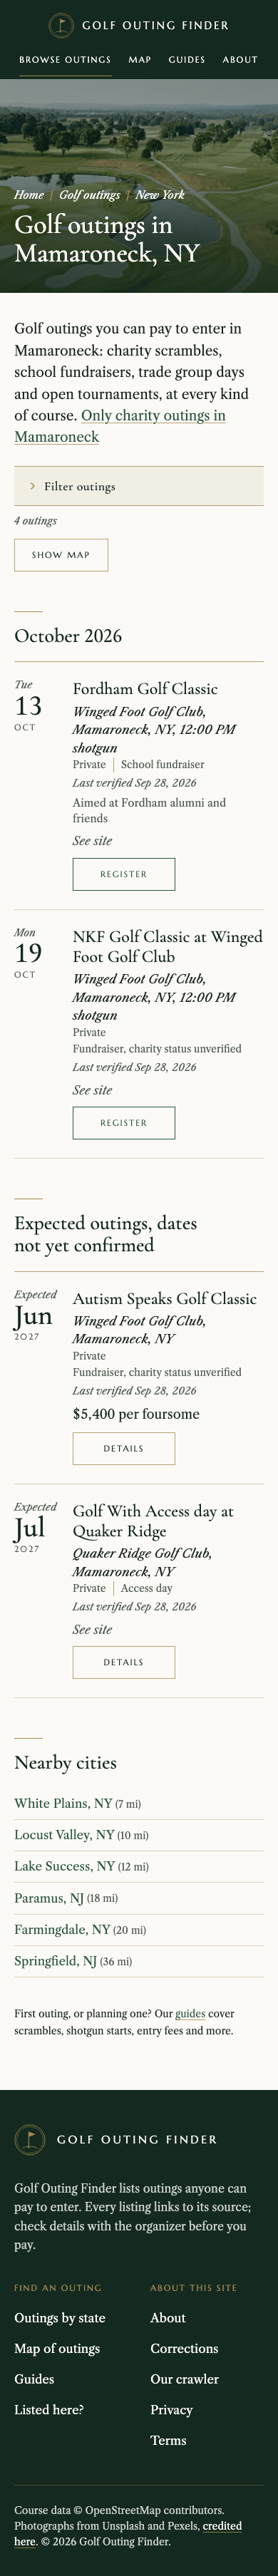 GOLF OUTING FINDER
BROWSE OUTINGS MAP GUIDES ABOUT
Home | Golf outings | New York
Golf outings in
Mamaroneck, NY
Golf outings you can pay to enter in
Mamaroneck: charity scrambles,
school fundraisers, trade group days
and open tournaments, at every kind
of course. Only charity outings in
Mamaroneck
Filter outings
4 outings
SHOW MAP
October 2026
Tue
13
OCT
Fordham Golf Classic
Winged Foot Golf Club,
Mamaroneck, NY, 12:00 PM
shotgun
Private | School fundraiser
Last verified Sep 28, 2026
Aimed at Fordham alumni and
friends
See site
REGISTER
Mon
19
OCT
NKF Golf Classic at Winged
Foot Golf Club
Winged Foot Golf Club,
Mamaroneck, NY, 12:00 PM
shotgun
Private
Fundraiser, charity status unverified
Last verified Sep 28, 2026
See site
REGISTER
Expected outings, dates
not yet confirmed
Expected
Jun
2027
Autism Speaks Golf Classic
Winged Foot Golf Club,
Mamaroneck, NY
Private
Fundraiser, charity status unverified
Last verified Sep 28, 2026
$5,400 per foursome
DETAILS
Expected
Jul
2027
Golf With Access day at
Quaker Ridge
Quaker Ridge Golf Club,
Mamaroneck, NY
Private | Access day
Last verified Sep 28, 2026
See site
DETAILS
Nearby cities
White Plains, NY (7 mi)
Locust Valley, NY (10 mi)
Lake Success, NY (12 mi)
Paramus, NJ (18 mi)
Farmingdale, NY (20 mi)
Springfield, NJ (36 mi)
First outing, or planning one? Our guides cover
scrambles, shotgun starts, entry fees and more.
GOLF OUTING FINDER
Golf Outing Finder lists outings anyone can
pay to enter. Every listing links to its source;
check details with the organizer before you
pay.
FIND AN OUTING
Outings by state
Map of outings
Guides
Listed here?
ABOUT THIS SITE
About
Corrections
Our crawler
Privacy
Terms
Course data © OpenStreetMap contributors.
Photographs from Unsplash and Pexels, credited
here. © 2026 Golf Outing Finder.